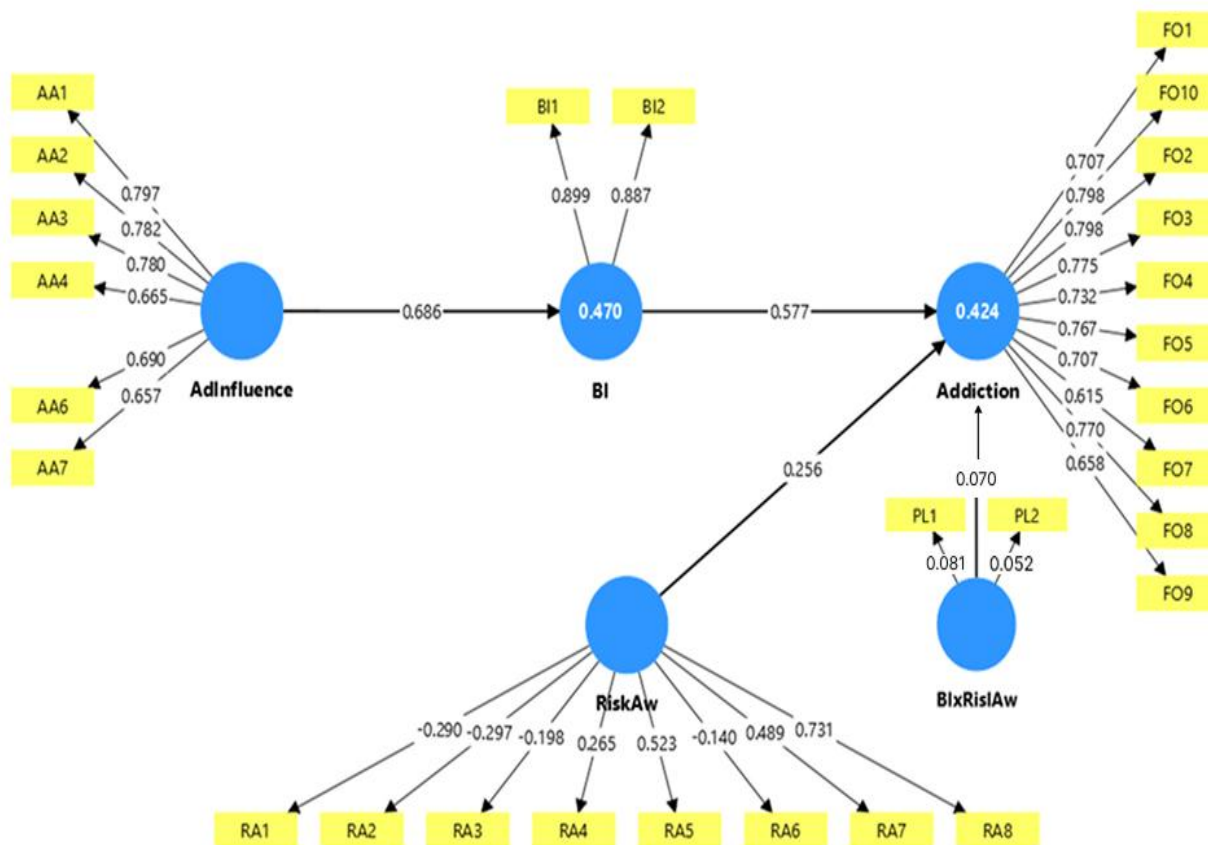 FO1
AA1
BI1
BI2
FO10
AA2
0.797
0.707
FO2
AA3
0.782
0.899
0.887
0.798
0.798
FO3
AA4
0.780
0.665
0.775
FO4
0.686
0.470
0.577
0.424
0.732
0.767
FO5
0.690
0.657
AdInfluence
BI
Addiction
0.707
0.615
FO6
AA6
0.770
0.658
FO7
AA7
0.256
0.070
PL1
PL2
FO8
0.081
0.052
FO9
RiskAw
BIxRisIAw
-0.290
-0.297
-0.198
0.265
0.523
-0.140
0.489
0.731
RA1
RA2
RA3
RA4
RA5
RA6
RA7
RA8